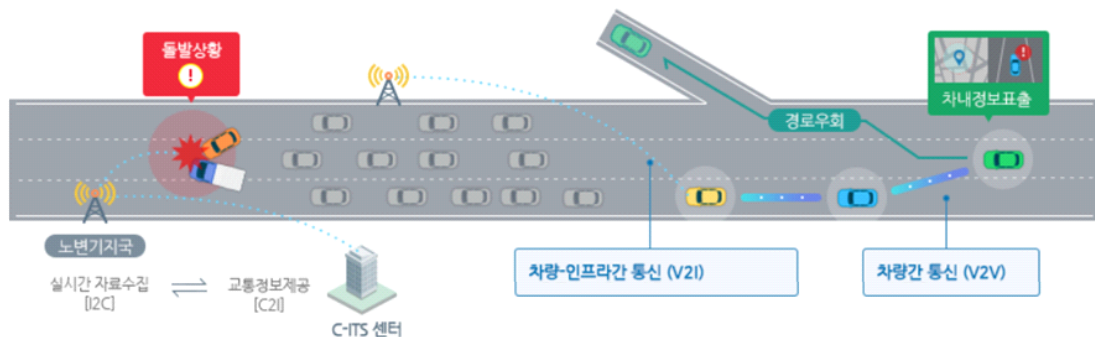 돌발상황
!
!
차내정보표출
경로우회
노변기지국
실시간 자료수집
[I2C]
교통정보제공
[C2I]
C-ITS 센터
차량-인프라간 통신 (V2I)
차량간 통신 (V2V)